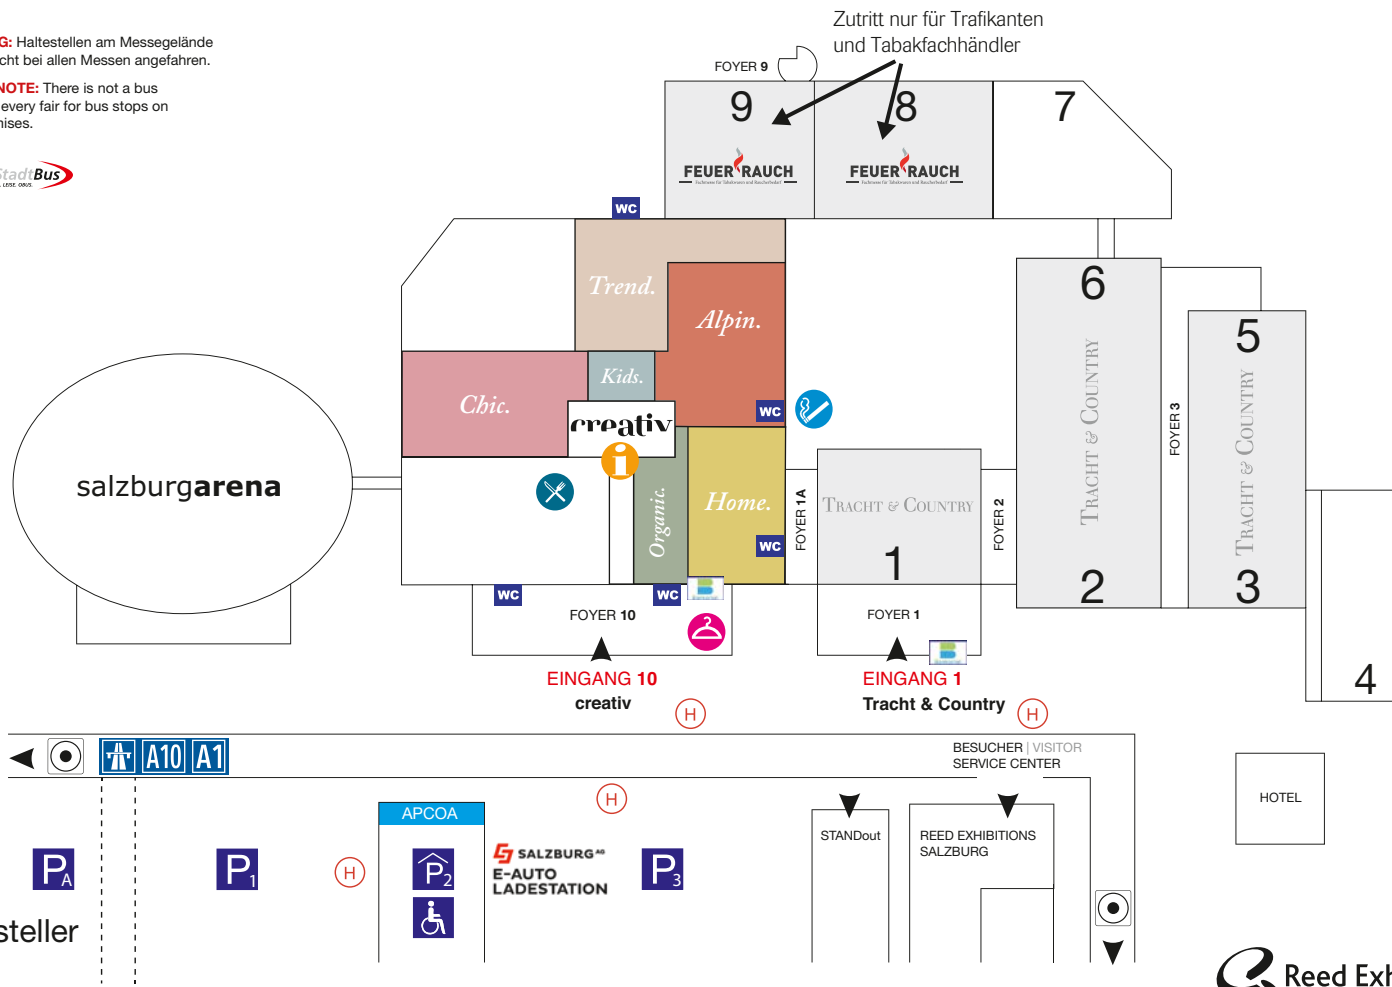 Zutritt nur für Trafikanten
und Tabakfachhändler
G: Haltestellen am Messegelände
cht bei allen Messen angefahren.
NOTE: There is not a bus
every fair for bus stops on
mises.
StadtBus
FOYER 9
9
8
7
FEUER RAUCH
FEUER RAUCH
WC
Trend.
Alpin.
Kids.
Chic.
creativ
WC
i
Organic.
Home.
WC
salzburgarena
FOYER 1A
TRACHT & COUNTRY
1
FOYER 2
6
TRACHT & COUNTRY
2
FOYER 3
5
TRACHT & COUNTRY
3
4
WC
WC
FOYER 10
FOYER 1
EINGANG 10
creativ
EINGANG 1
Tracht & Country
H
H
A10
A1
BESUCHER | VISITOR
SERVICE CENTER
H
HOTEL
APCOA
STANDout
REED EXHIBITIONS
SALZBURG
PA
P1
H
P2
SALZBURG AG
E-AUTO
LADESTATION
P3
steller
Reed Exh